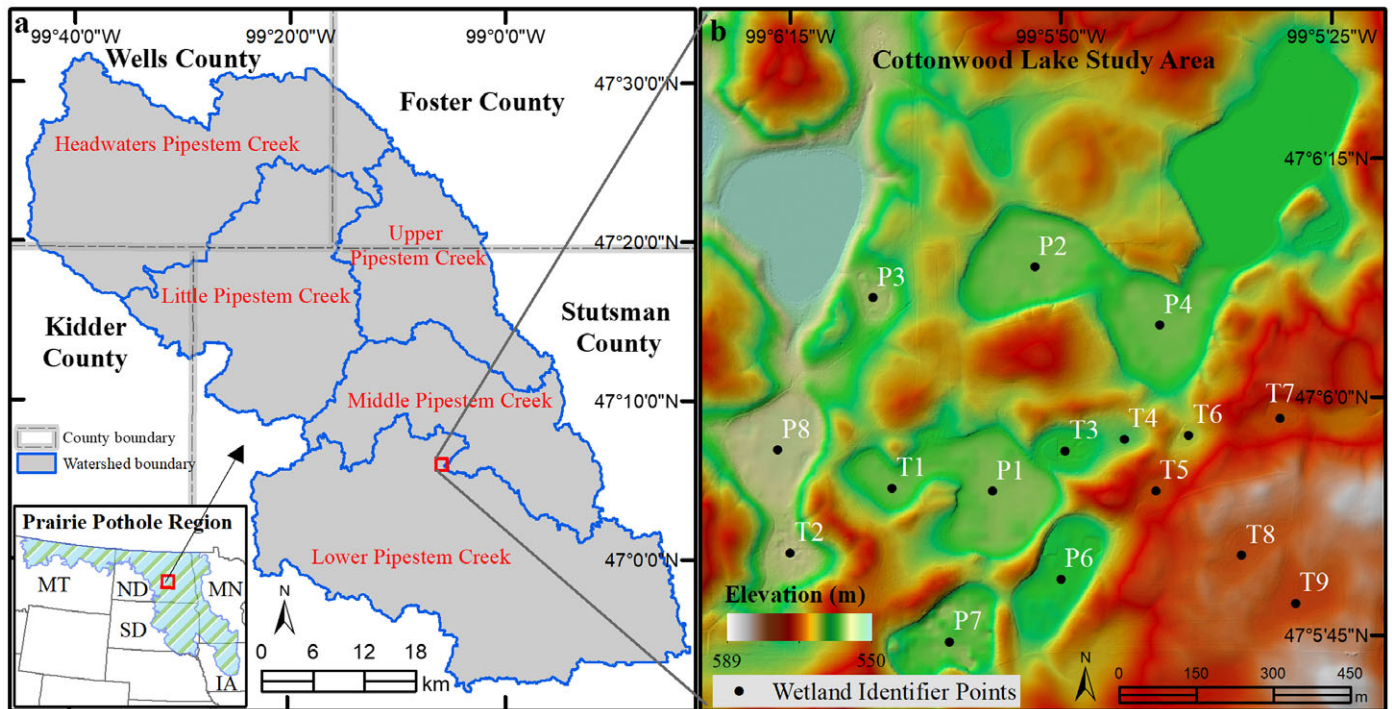 a
99°40'0"W
99°20'0"W
99°0'0"W
Wells County
Foster County
47°30'0"N
Headwaters Pipestem Creek
Upper
Pipestem Creek
47°20'0"N
Little Pipestem Creek
Kidder
County
Stutsman
County
Middle Pipestem Creek
47°10'0"N
County boundary
Watershed boundary
Prairie Pothole Region
MT
ND
MN
SD
IA
Lower Pipestem Creek
47°0'0"N
N
0 6 12 18
km
b
99°6'15"W
99°5'50"W
99°5'25"W
Cottonwood Lake Study Area
47°6'15"N
P2
P3
P4
47°6'0"N
T7
T6
T4
T3
P8
T1
P1
T5
T2
T8
P6
T9
Elevation (m)
P7
47°5'45"N
589
550
N
0 150 300 450
m
Wetland Identifier Points